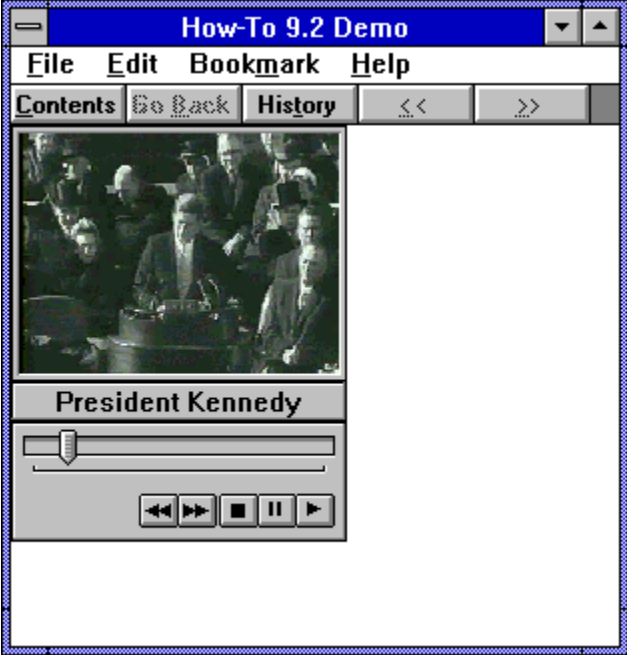 How-To 9.2 Demo
File Edit Bookmark Help
Contents Go Back History << >>
President Kennedy